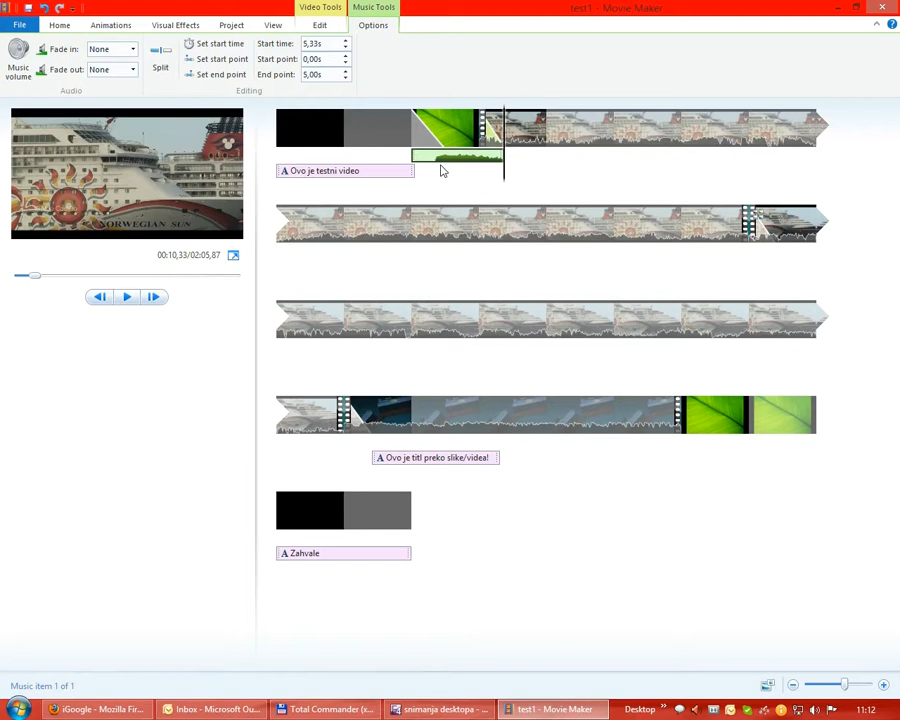 Video Tools
Music Tools
test1 - Movie Maker
File
Home
Animations
Visual Effects
Project
View
Edit
Options
Music volume
Fade in:
None
Fade out:
None
Audio
Split
Set start time
Set start point
Set end point
Start time:
5,33s
Start point:
0,00s
End point:
5,00s
Editing
NORWEGIAN SUN
00:10,33/02:05,87
A Ovo je testni video
A Ovo je titl preko slike/videa!
A Zahvale
Music item 1 of 1
iGoogle - Mozilla Fir...
Inbox - Microsoft Ou...
Total Commander (x...
snimanja desktopa - ...
test1 - Movie Maker
Desktop
»
11:12